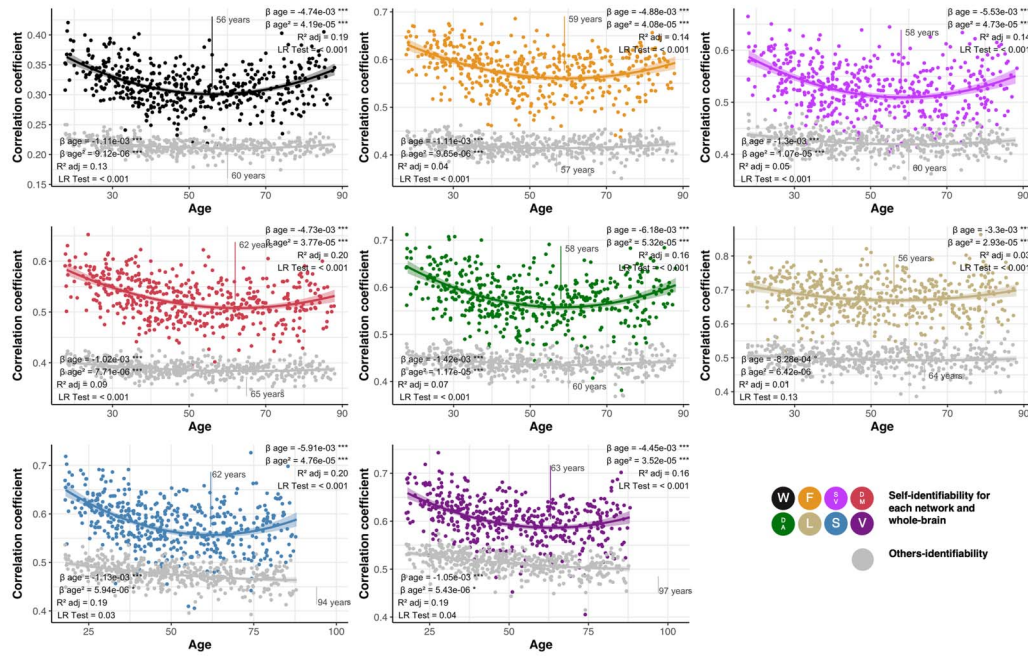 β age = -4.74e-03 ***
β age² = 4.19e-05 ***
R² adj = 0.19
LR Test = < 0.001
56 years
Correlation coefficient
0.40
0.35
0.30
0.25
0.20
0.15
β age = -1.11e-03 ***
β age² = 9.12e-06 ***
R² adj = 0.13
LR Test = < 0.001
60 years
30
50
70
90
Age
β age = -4.88e-03 ***
β age² = 4.08e-05 ***
R² adj = 0.14
LR Test = < 0.001
59 years
Correlation coefficient
0.7
0.6
0.5
0.4
β age = -1.11e-03 ***
β age² = 9.65e-06 ***
R² adj = 0.04
LR Test = < 0.001
57 years
30
50
70
90
Age
β age = -5.53e-03 ***
β age² = 4.73e-05 ***
R² adj = 0.14
LR Test = < 0.001
58 years
Correlation coefficient
0.6
0.5
0.4
β age = -1.3e-03 ***
β age² = 1.07e-05 ***
R² adj = 0.05
LR Test = < 0.001
60 years
30
50
70
90
Age
β age = -4.73e-03 ***
β age² = 3.77e-05 ***
R² adj = 0.20
LR Test = < 0.001
62 years
Correlation coefficient
0.6
0.5
0.4
β age = -1.02e-03 ***
β age² = 7.71e-06 ***
R² adj = 0.09
LR Test = < 0.001
65 years
30
50
70
90
Age
β age = -6.18e-03 ***
β age² = 5.32e-05 ***
R² adj = 0.16
LR Test = < 0.001
58 years
Correlation coefficient
0.7
0.6
0.5
0.4
β age = -1.42e-03 ***
β age² = 1.17e-05 ***
R² adj = 0.07
LR Test = < 0.001
60 years
30
50
70
90
Age
β age = -3.3e-03 ***
β age² = 2.93e-05 ***
R² adj = 0.03
LR Test = < 0.001
56 years
Correlation coefficient
0.8
0.7
0.6
0.5
0.4
β age = -8.28e-04 *
β age² = 6.42e-06
R² adj = 0.01
LR Test = 0.13
64 years
30
50
70
90
Age
β age = -5.91e-03 ***
β age² = 4.76e-05 ***
R² adj = 0.20
LR Test = < 0.001
62 years
Correlation coefficient
0.7
0.6
0.5
0.4
β age = -1.13e-03 ***
β age² = 5.94e-06 *
R² adj = 0.19
LR Test = 0.03
94 years
25
50
75
100
Age
β age = -4.45e-03 ***
β age² = 3.52e-05 ***
R² adj = 0.16
LR Test = < 0.001
63 years
Correlation coefficient
0.7
0.6
0.5
0.4
β age = -1.05e-03 ***
β age² = 5.43e-06 *
R² adj = 0.19
LR Test = 0.04
97 years
25
50
75
100
Age
W F SV DM
DA L S V
Self-identifiability for
each network and
whole-brain
Others-identifiability